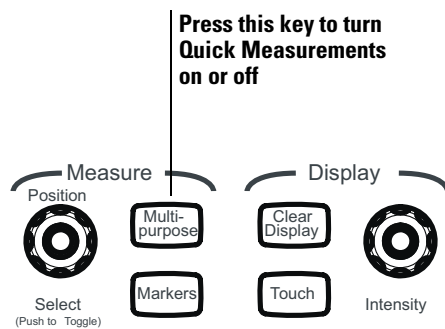 Press this key to turn
Quick Measurements
on or off
Measure
Display
Position
Multi-
purpose
Clear
Display
Markers
Touch
Select
(Push to Toggle)
Intensity